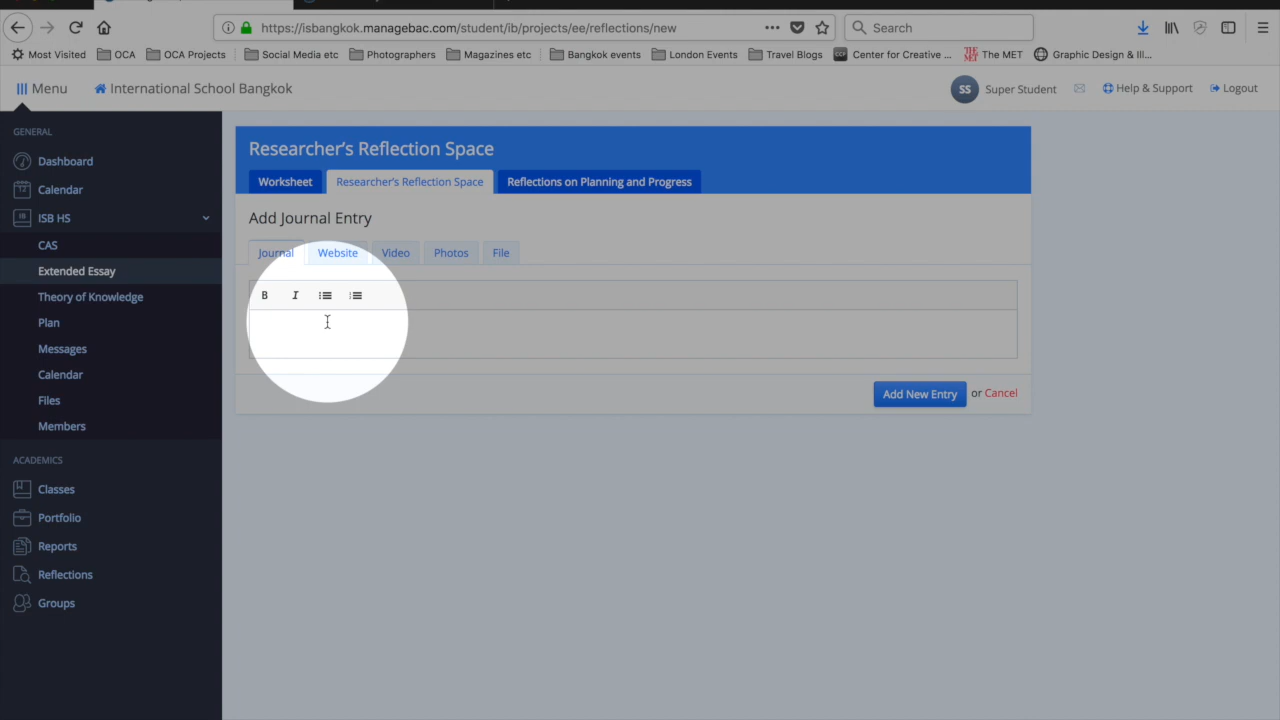 https://isbangkok.managebac.com/student/ib/projects/ee/reflections/new
Search
Most Visited OCA OCA Projects Social Media etc Photographers Magazines etc Bangkok events London Events Travel Blogs Center for Creative ... The MET Graphic Design & Ill...
Menu International School Bangkok SS Super Student Help & Support Logout
GENERAL
Dashboard
Calendar
ISB HS
CAS
Extended Essay
Theory of Knowledge
Plan
Messages
Calendar
Files
Members
ACADEMICS
Classes
Portfolio
Reports
Reflections
Groups
Researcher's Reflection Space
Worksheet Researcher's Reflection Space Reflections on Planning and Progress
Add Journal Entry
Journal Website Video Photos File
B I
Add New Entry or Cancel